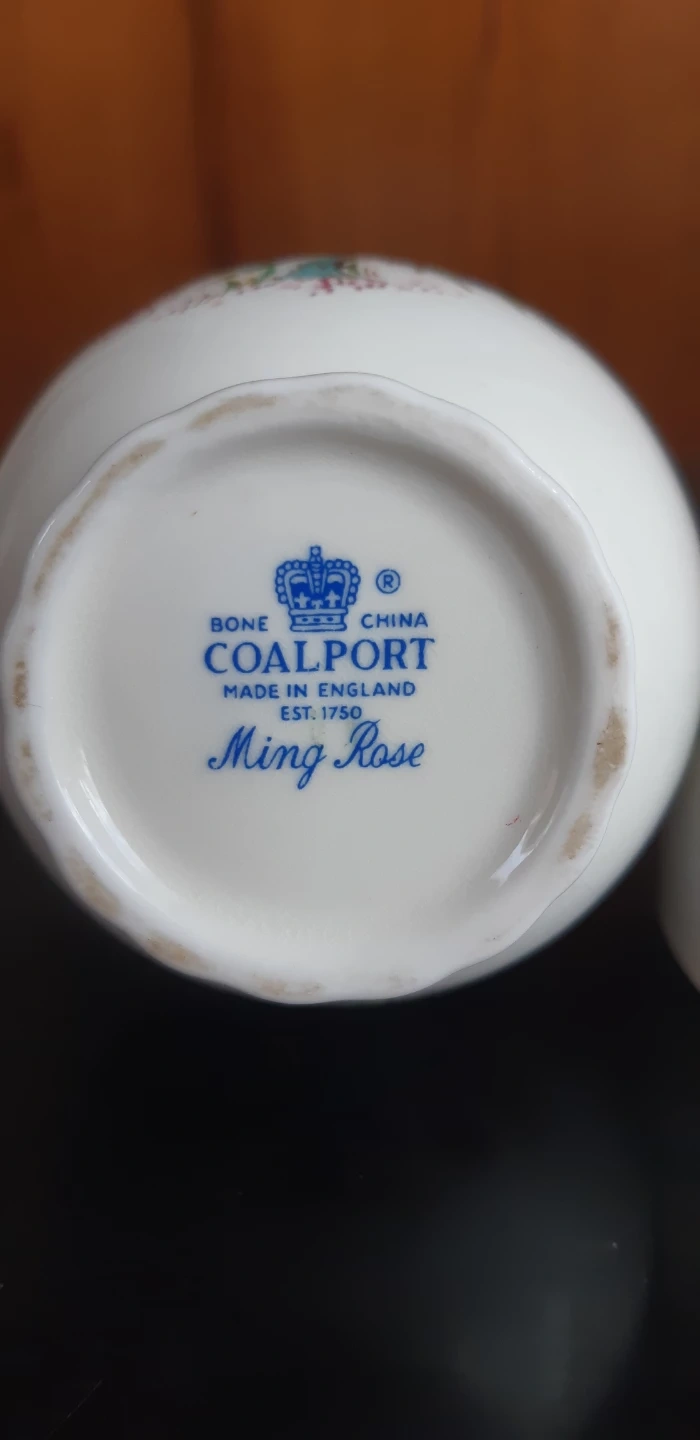 ®
BONE CHINA
COALPORT
MADE IN ENGLAND
EST. 1750
Ming Rose